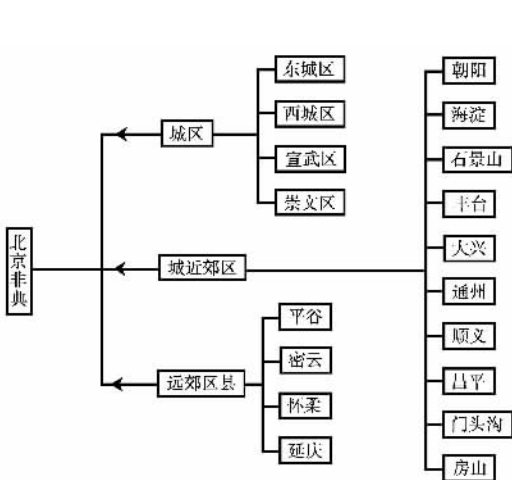 北京非典
城区
东城区
西城区
宣武区
崇文区
城近郊区
朝阳
海淀
石景山
丰台
大兴
通州
顺义
昌平
门头沟
房山
远郊区县
平谷
密云
怀柔
延庆